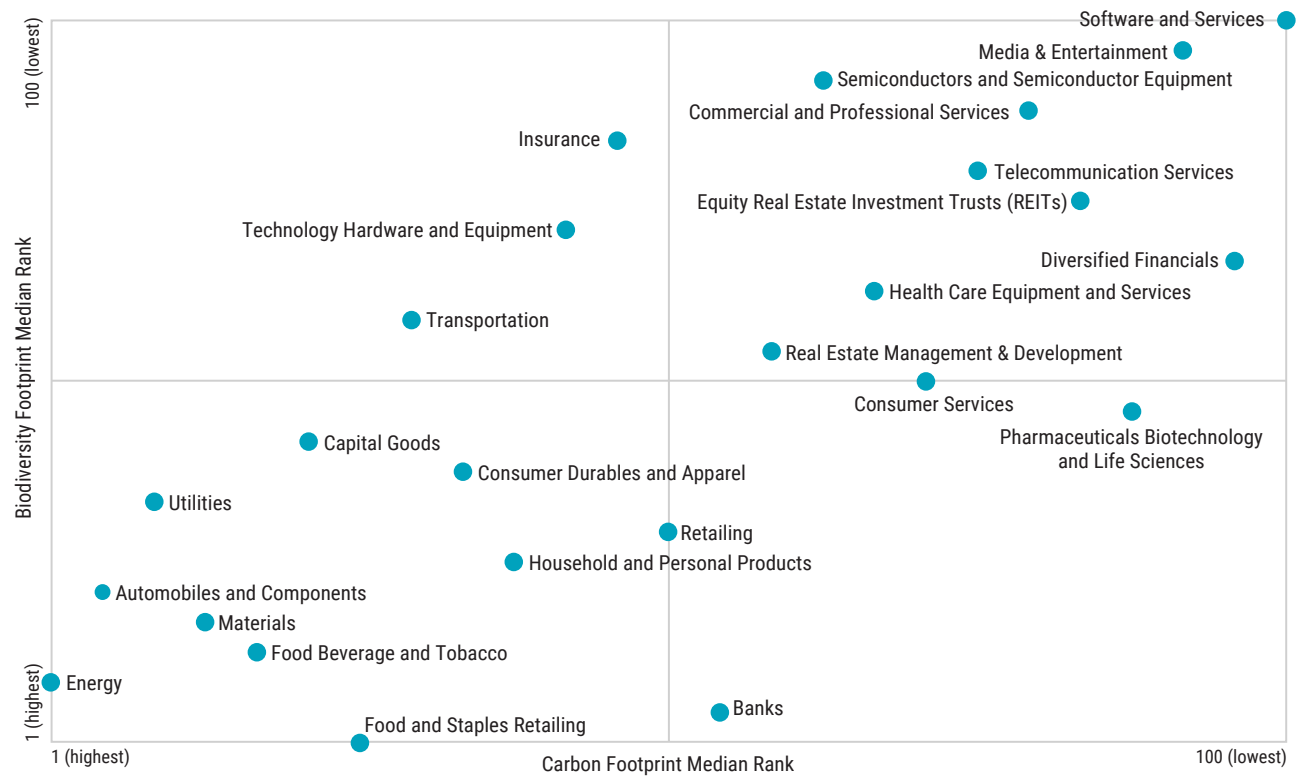 Software and Services
100 (lowest)
Media & Entertainment
Semiconductors and Semiconductor Equipment
Commercial and Professional Services
Insurance
Telecommunication Services
Equity Real Estate Investment Trusts (REITs)
Technology Hardware and Equipment
Diversified Financials
Health Care Equipment and Services
Transportation
Real Estate Management & Development
Biodiversity Footprint Median Rank
Consumer Services
Pharmaceuticals Biotechnology
and Life Sciences
Capital Goods
Consumer Durables and Apparel
Utilities
Retailing
Household and Personal Products
Automobiles and Components
Materials
Food Beverage and Tobacco
Energy
1 (highest)
Banks
Food and Staples Retailing
1 (highest)
Carbon Footprint Median Rank
100 (lowest)